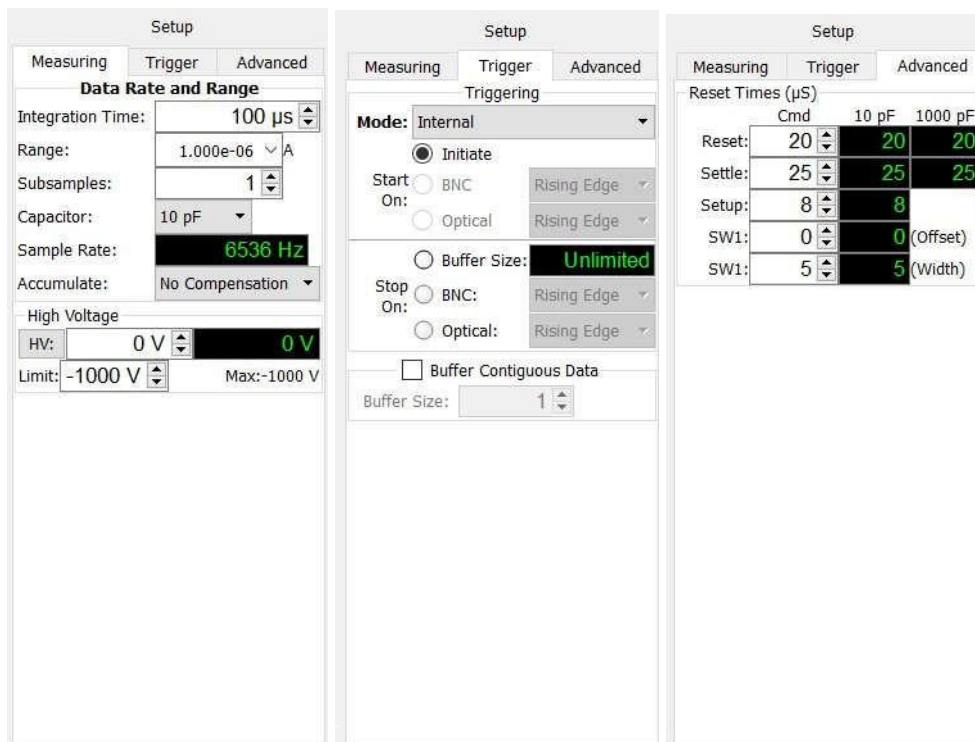 Setup
Measuring Trigger Advanced
Data Rate and Range
Integration Time: 100 µs
Range: 1.000e-06 A
Subsamples: 1
Capacitor: 10 pF
Sample Rate: 6536 Hz
Accumulate: No Compensation
High Voltage
HV: 0 V 0 V
Limit: -1000 V Max:-1000 V
Setup
Measuring Trigger Advanced
Triggering
Mode: Internal
Initiate
Start On:
BNC Rising Edge
Optical Rising Edge
Buffer Size: Unlimited
Stop On:
BNC: Rising Edge
Optical: Rising Edge
Buffer Contiguous Data
Buffer Size: 1
Setup
Measuring Trigger Advanced
Reset Times (µS)
Cmd 10 pF 1000 pF
Reset: 20 20 20
Settle: 25 25 25
Setup: 8 8
SW1: 0 0 (Offset)
SW1: 5 5 (Width)